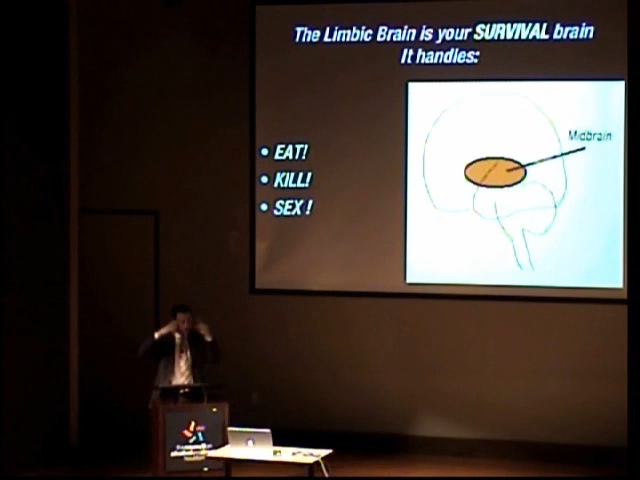 The Limbic Brain is your SURVIVAL brain
It handles:
• EAT!
• KILL!
• SEX !
Midbrain